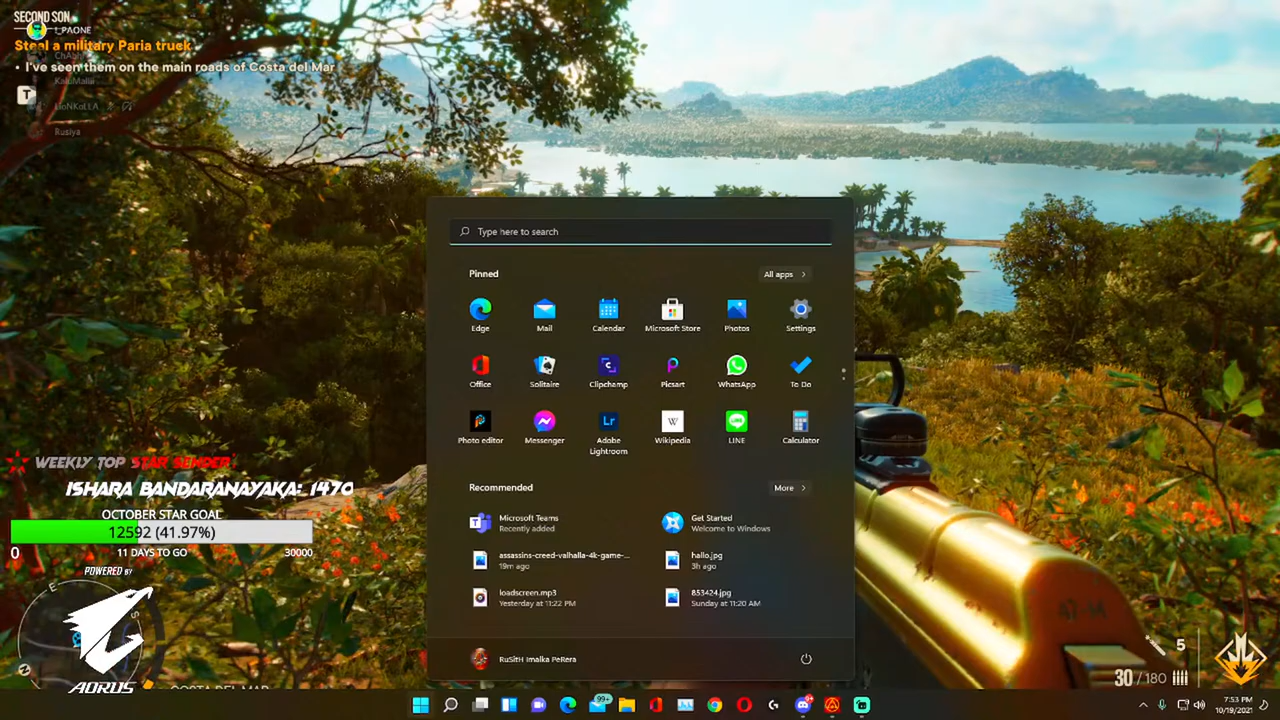 SECOND SON
I_PAONE
Steal a military Paria truck
• I've seen them on the main roads of Costa del Mar
T
Rusiya
Type here to search
Pinned
All apps >
Edge
Mail
Calendar
Microsoft Store
Photos
Settings
Office
Solitaire
Clipchamp
Picsart
WhatsApp
To Do
Photo editor
Messenger
Adobe Lightroom
Wikipedia
LINE
Calculator
Recommended
More >
Microsoft Teams
Recently added
Get Started
Welcome to Windows
assassins-creed-valhalla-4k-game-...
19m ago
hallo.jpg
3h ago
loadscreen.mp3
Yesterday at 11:22 PM
853424.jpg
Sunday at 11:20 AM
RuSitH Imalka PeRera
WEEKLY TOP STAR SENDER
ISHARA BANDARANAYAKA: 1470
OCTOBER STAR GOAL
12592 (41.97%)
0
11 DAYS TO GO
30000
POWERED BY
E
S
AORUS
COSTA DEL MAR
5
30 / 180
99+
7:53 PM
10/19/2021